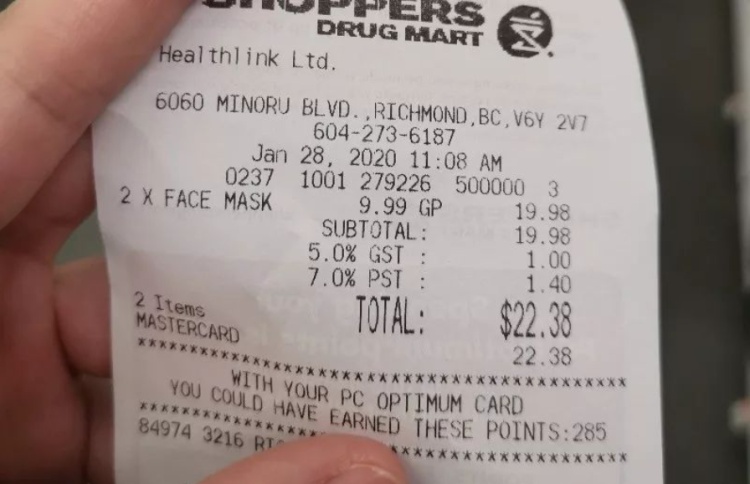 SHOPPERS
DRUG MART
Healthlink Ltd.
6060 MINORU BLVD.,RICHMOND,BC,V6Y 2V7
604-273-6187
Jan 28, 2020 11:08 AM
0237 1001 279226 500000 3
2 X FACE MASK 9.99 GP 19.98
SUBTOTAL: 19.98
5.0% GST : 1.00
7.0% PST : 1.40
2 Items TOTAL: $22.38
MASTERCARD 22.38
WITH YOUR PC OPTIMUM CARD
YOU COULD HAVE EARNED THESE POINTS:285
84974 3216